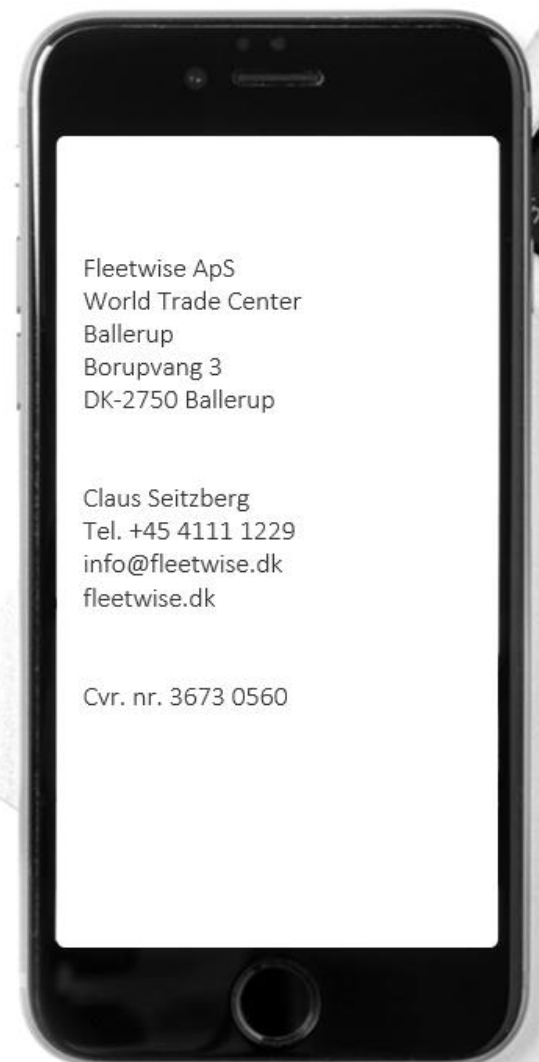 Fleetwise ApS
World Trade Center
Ballerup
Borupvang 3
DK-2750 Ballerup
Claus Seitzberg
Tel. +45 4111 1229
info@fleetwise.dk
fleetwise.dk
Cvr. nr. 3673 0560